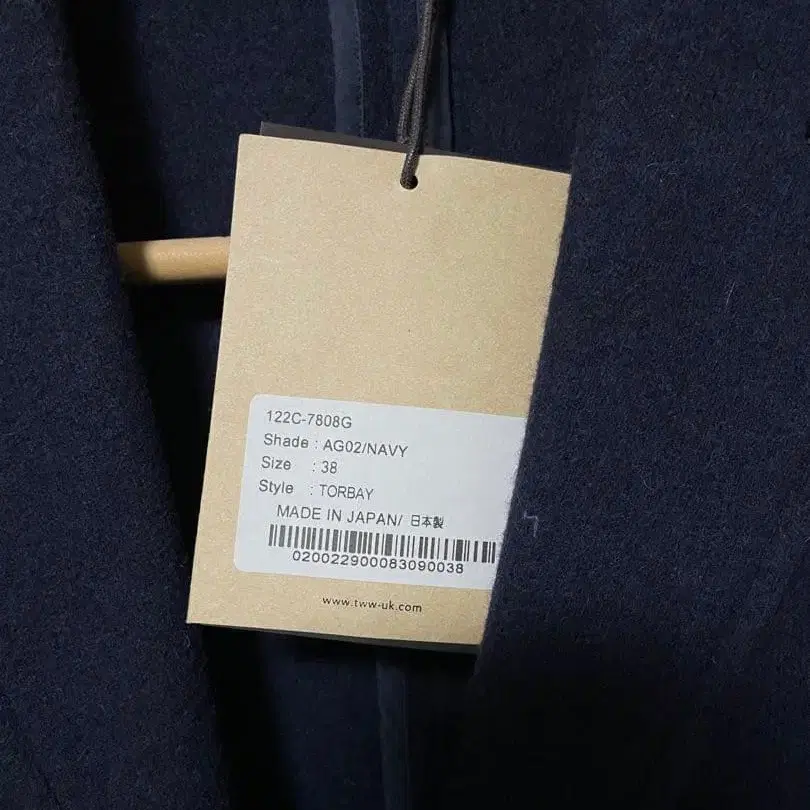 122C-7808G
Shade : AG02/NAVY
Size : 38
Style : TORBAY
MADE IN JAPAN/ 日本製
020022900083090038
www.tww-uk.com